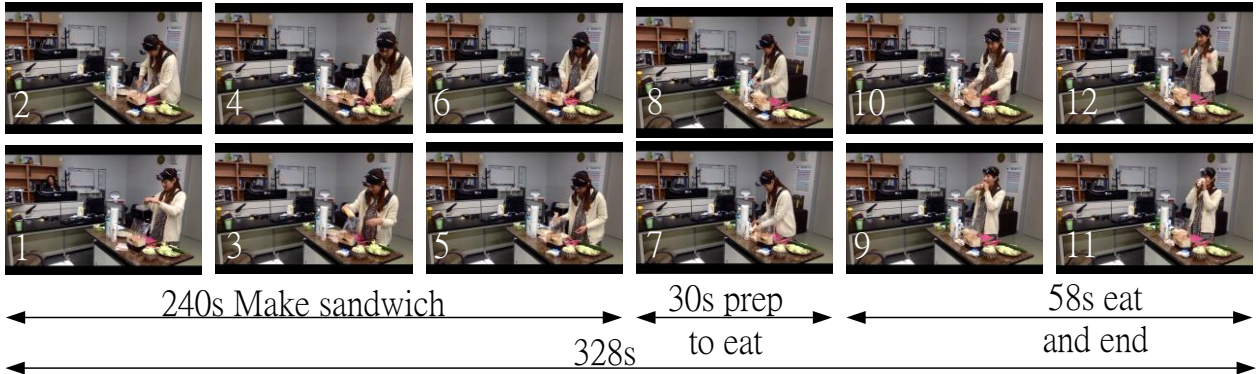 2 4 6 8 10 12
1 3 5 7 9 11
240s Make sandwich
30s prep
to eat
58s eat
and end
328s